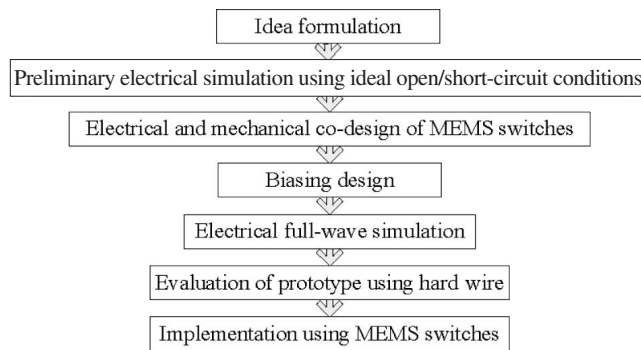 Idea formulation
Preliminary electrical simulation using ideal open/short-circuit conditions
Electrical and mechanical co-design of MEMS switches
Biasing design
Electrical full-wave simulation
Evaluation of prototype using hard wire
Implementation using MEMS switches